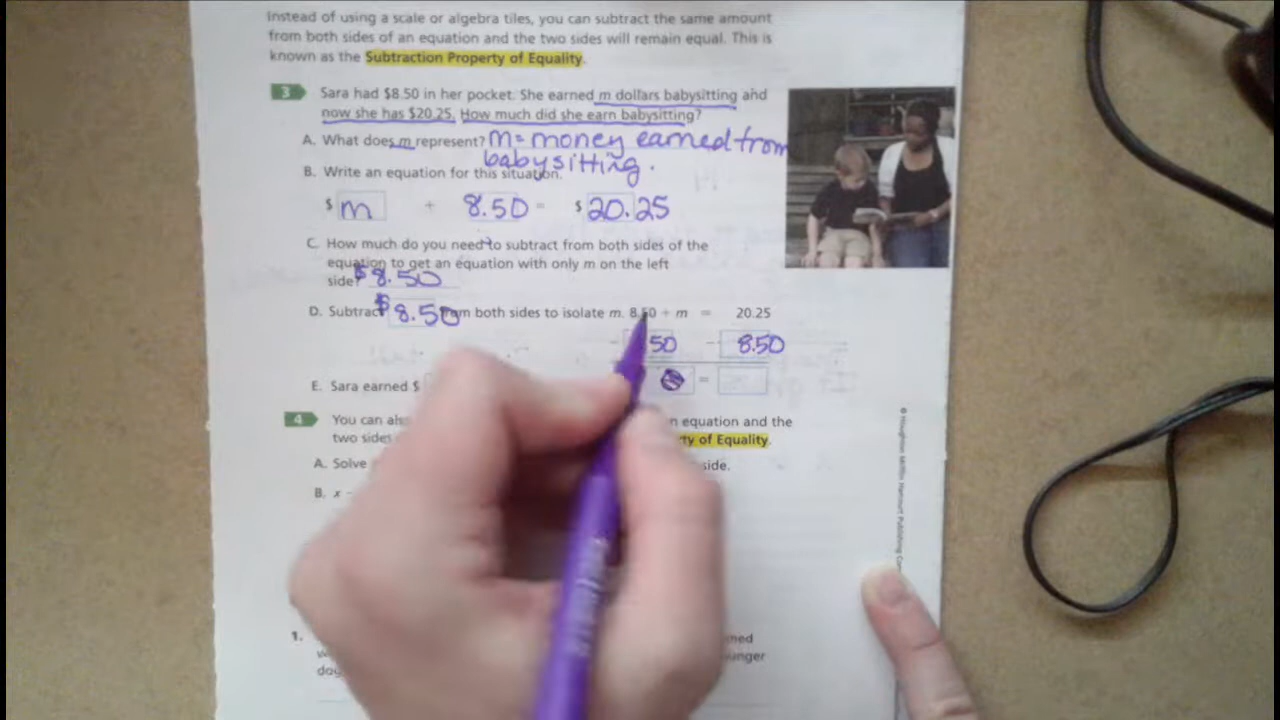 Instead of using a scale or algebra tiles, you can subtract the same amount
from both sides of an equation and the two sides will remain equal. This is
known as the Subtraction Property of Equality.
3 Sara had $8.50 in her pocket. She earned m dollars babysitting and
now she has $20.25. How much did she earn babysitting?
A. What does m represent? m = money earned from
babysitting.
B. Write an equation for this situation.
$ m + 8.50 = $ 20.25
C. How much do you need to subtract from both sides of the
equation to get an equation with only m on the left
side? $8.50
D. Subtract $8.50 from both sides to isolate m. 8.50 + m = 20.25
50 - 8.50
E. Sara earned $ =
4 You can also n equation and the
two sides ty of Equality.
A. Solve side.
B. x -
1.